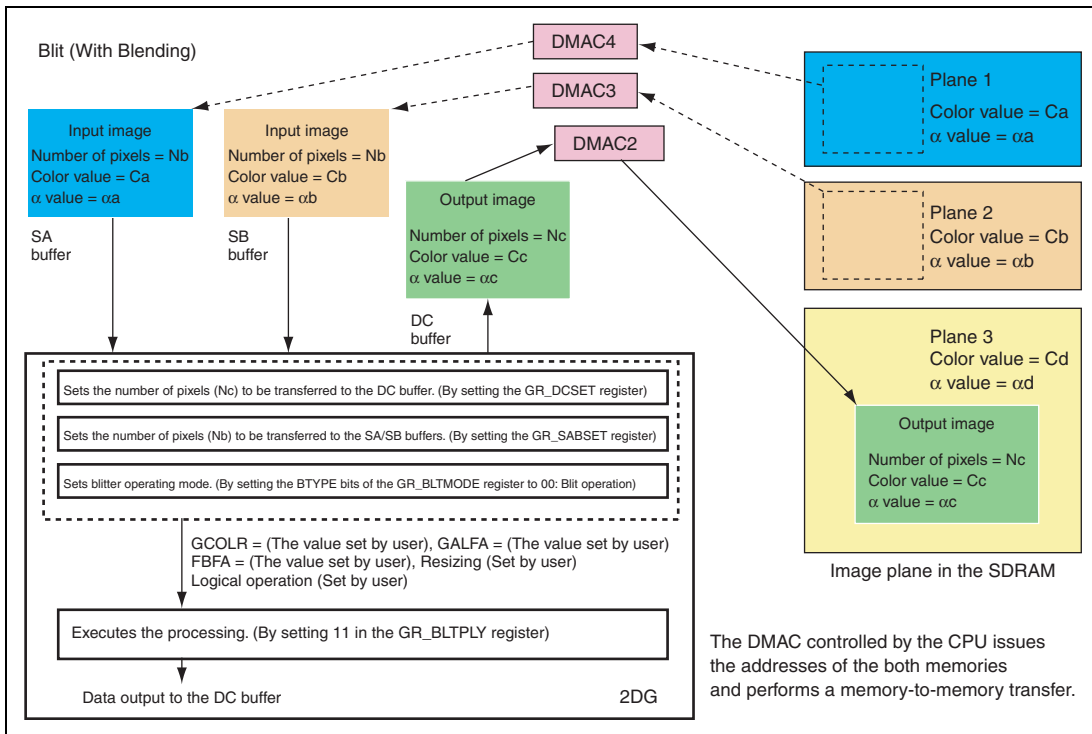 Blit (With Blending)
DMAC4
DMAC3
DMAC2
Input image
Number of pixels = Nb
Color value = Ca
α value = αa
SA
buffer
Input image
Number of pixels = Nb
Color value = Cb
α value = αb
SB
buffer
Output image
Number of pixels = Nc
Color value = Cc
α value = αc
DC
buffer
Plane 1
Color value = Ca
α value = αa
Plane 2
Color value = Cb
α value = αb
Plane 3
Color value = Cd
α value = αd
Output image
Number of pixels = Nc
Color value = Cc
α value = αc
Image plane in the SDRAM
Sets the number of pixels (Nc) to be transferred to the DC buffer. (By setting the GR_DCSET register)
Sets the number of pixels (Nb) to be transferred to the SA/SB buffers. (By setting the GR_SABSET register)
Sets blitter operating mode. (By setting the BTYPE bits of the GR_BLTMODE register to 00: Blit operation)
GCOLR = (The value set by user), GALFA = (The value set by user)
FBFA = (The value set by user), Resizing (Set by user)
Logical operation (Set by user)
Executes the processing. (By setting 11 in the GR_BLTPLY register)
Data output to the DC buffer
2DG
The DMAC controlled by the CPU issues
the addresses of the both memories
and performs a memory-to-memory transfer.